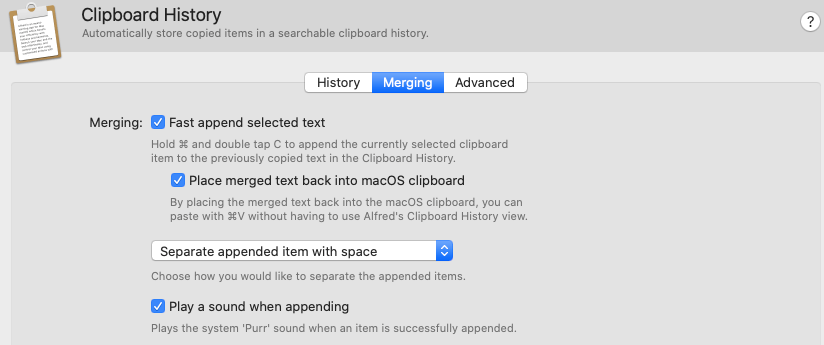 Clipboard History
Automatically store copied items in a searchable clipboard history.
?
History Merging Advanced
Merging: Fast append selected text
Hold ⌘ and double tap C to append the currently selected clipboard
item to the previously copied text in the Clipboard History.
Place merged text back into macOS clipboard
By placing the merged text back into the macOS clipboard, you can
paste with ⌘V without having to use Alfred's Clipboard History view.
Separate appended item with space
Choose how you would like to separate the appended items.
Play a sound when appending
Plays the system 'Purr' sound when an item is successfully appended.